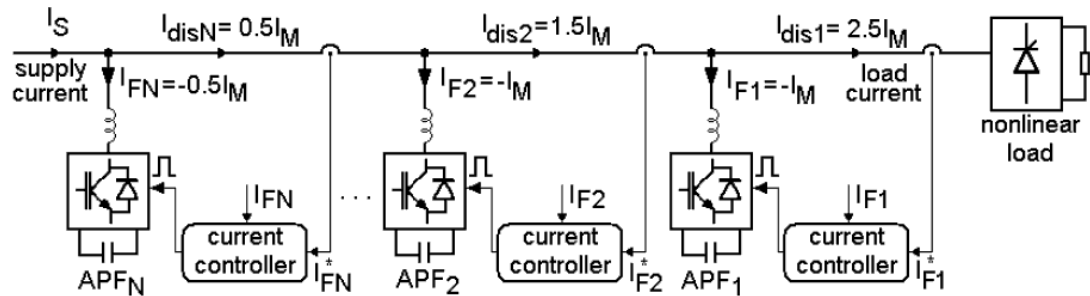 I_S
I_disN = 0.5I_M
I_dis2 = 1.5I_M
I_dis1 = 2.5I_M
supply
current
I_FN = -0.5I_M
I_F2 = -I_M
I_F1 = -I_M
load
current
nonlinear
load
I_FN
. . .
I_F2
I_F1
current
controller
current
controller
current
controller
APF_N
I*_FN
APF_2
I*_F2
APF_1
I*_F1